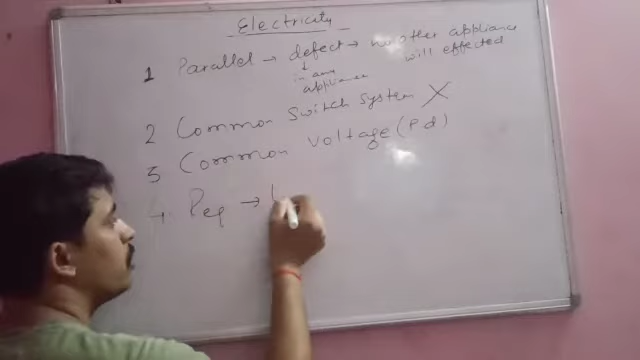 Electricity
1 Parallel → defect → no other appliance
will effected
↓
in any
appliance
2 Common switch system X
3 Common voltage (Pd)
4 Req → L